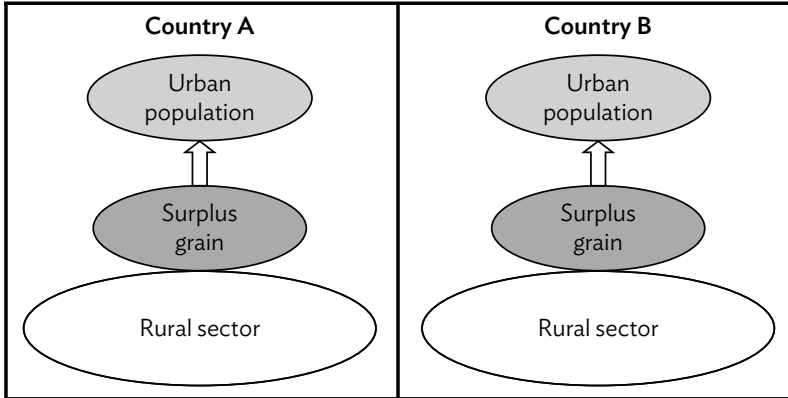 Country A
Urban
population
Surplus
grain
Rural sector
Country B
Urban
population
Surplus
grain
Rural sector